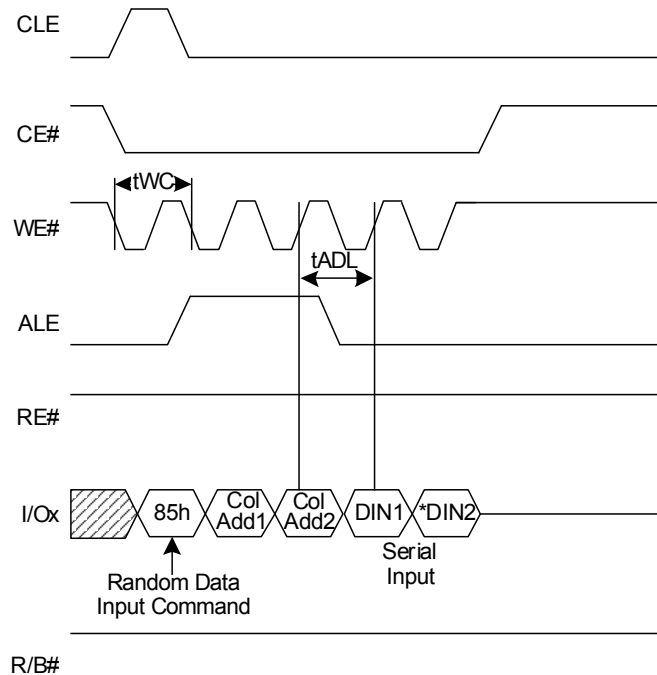 CLE
CE#
tWC
WE#
tADL
ALE
RE#
I/Ox
85h
Col
Add1
Col
Add2
DIN1
*DIN2
Serial
Input
Random Data
Input Command
R/B#